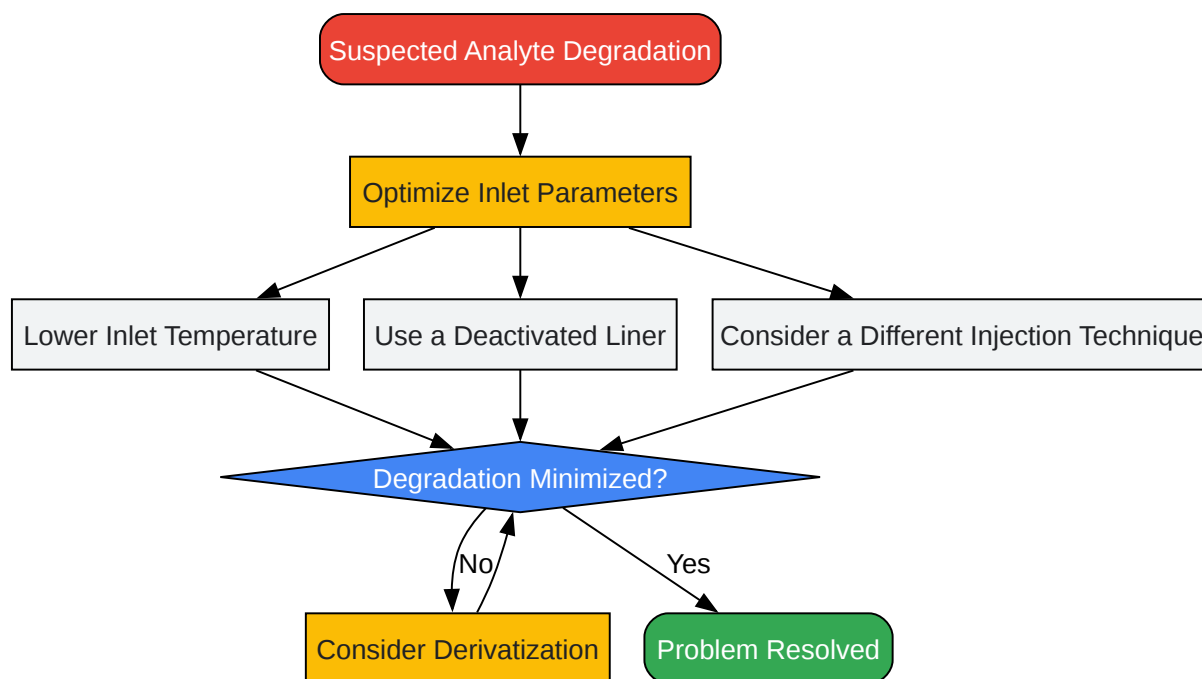 Suspected Analyte Degradation
Optimize Inlet Parameters
Lower Inlet Temperature
Use a Deactivated Liner
Consider a Different Injection Technique
Degradation Minimized?
No
Yes
Consider Derivatization
Problem Resolved